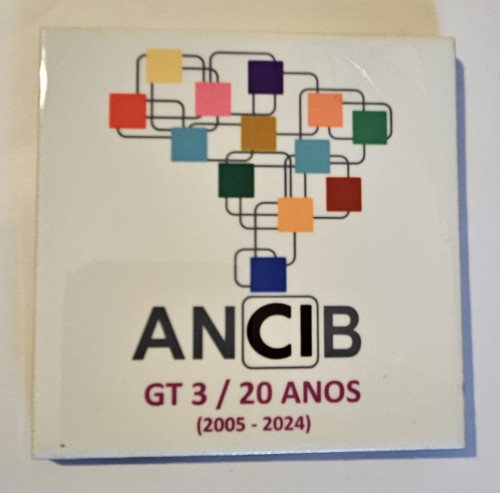 ANCIB
GT 3 / 20 ANOS
(2005 - 2024)